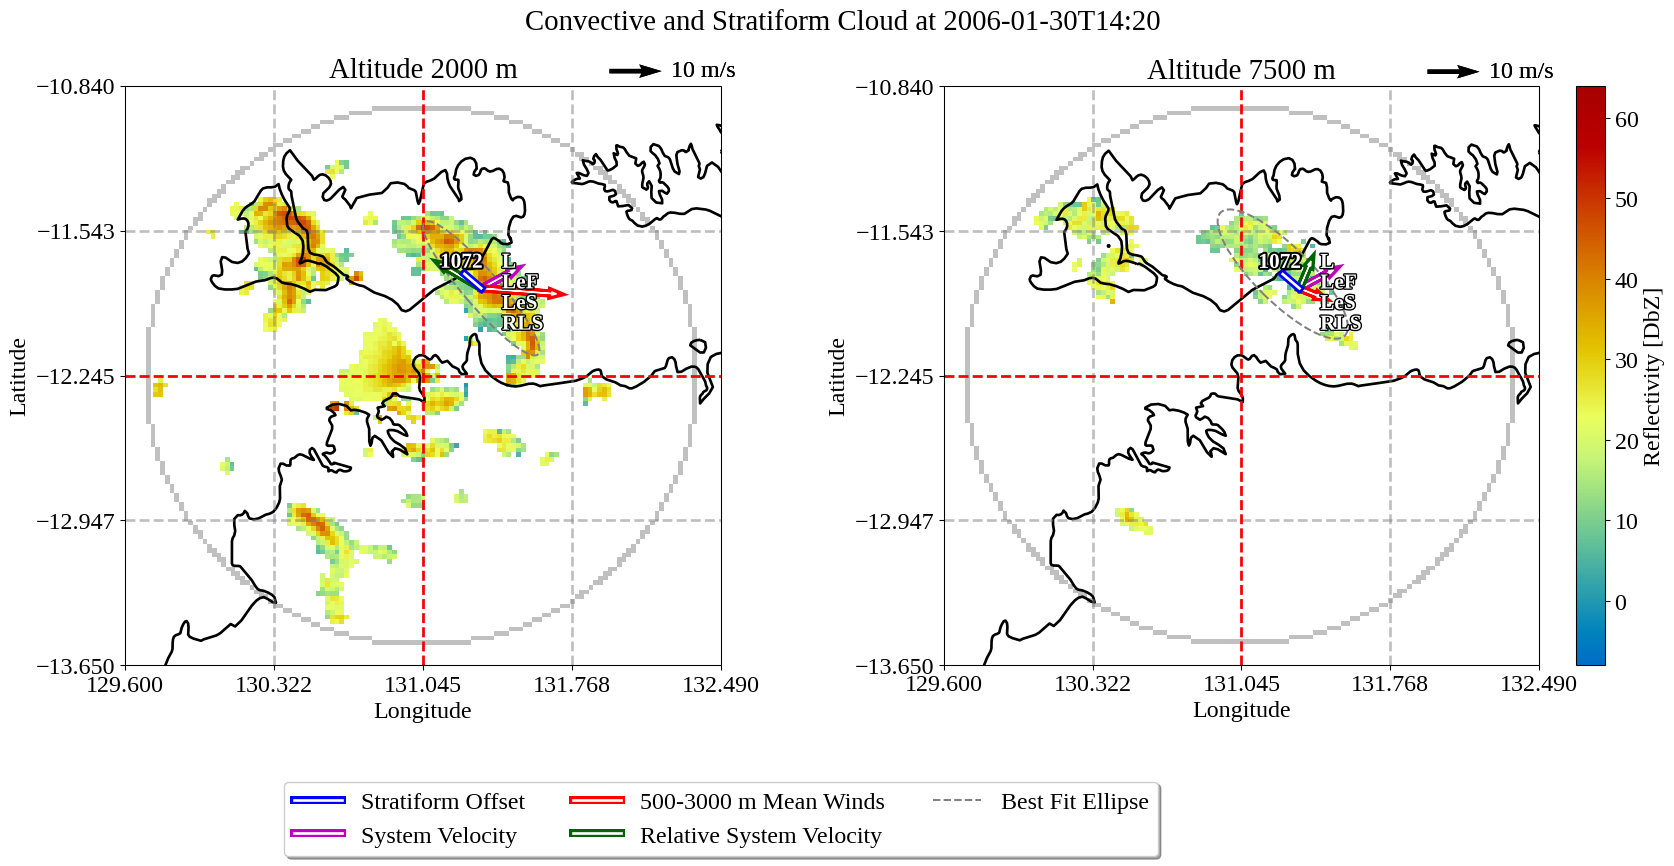 Convective and Stratiform Cloud at 2006-01-30T14:20
Altitude 2000 m
10 m/s
−10.840
−11.543
−12.245
−12.947
−13.650
Latitude
129.600
130.322
131.045
131.768
132.490
Longitude
1072
L
LeF
LeS
RLS
Altitude 7500 m
10 m/s
−10.840
−11.543
−12.245
−12.947
−13.650
Latitude
129.600
130.322
131.045
131.768
132.490
Longitude
1072
L
LeF
LeS
RLS
60
50
40
30
20
10
0
Reflectivity [DbZ]
Stratiform Offset
System Velocity
500-3000 m Mean Winds
Relative System Velocity
Best Fit Ellipse